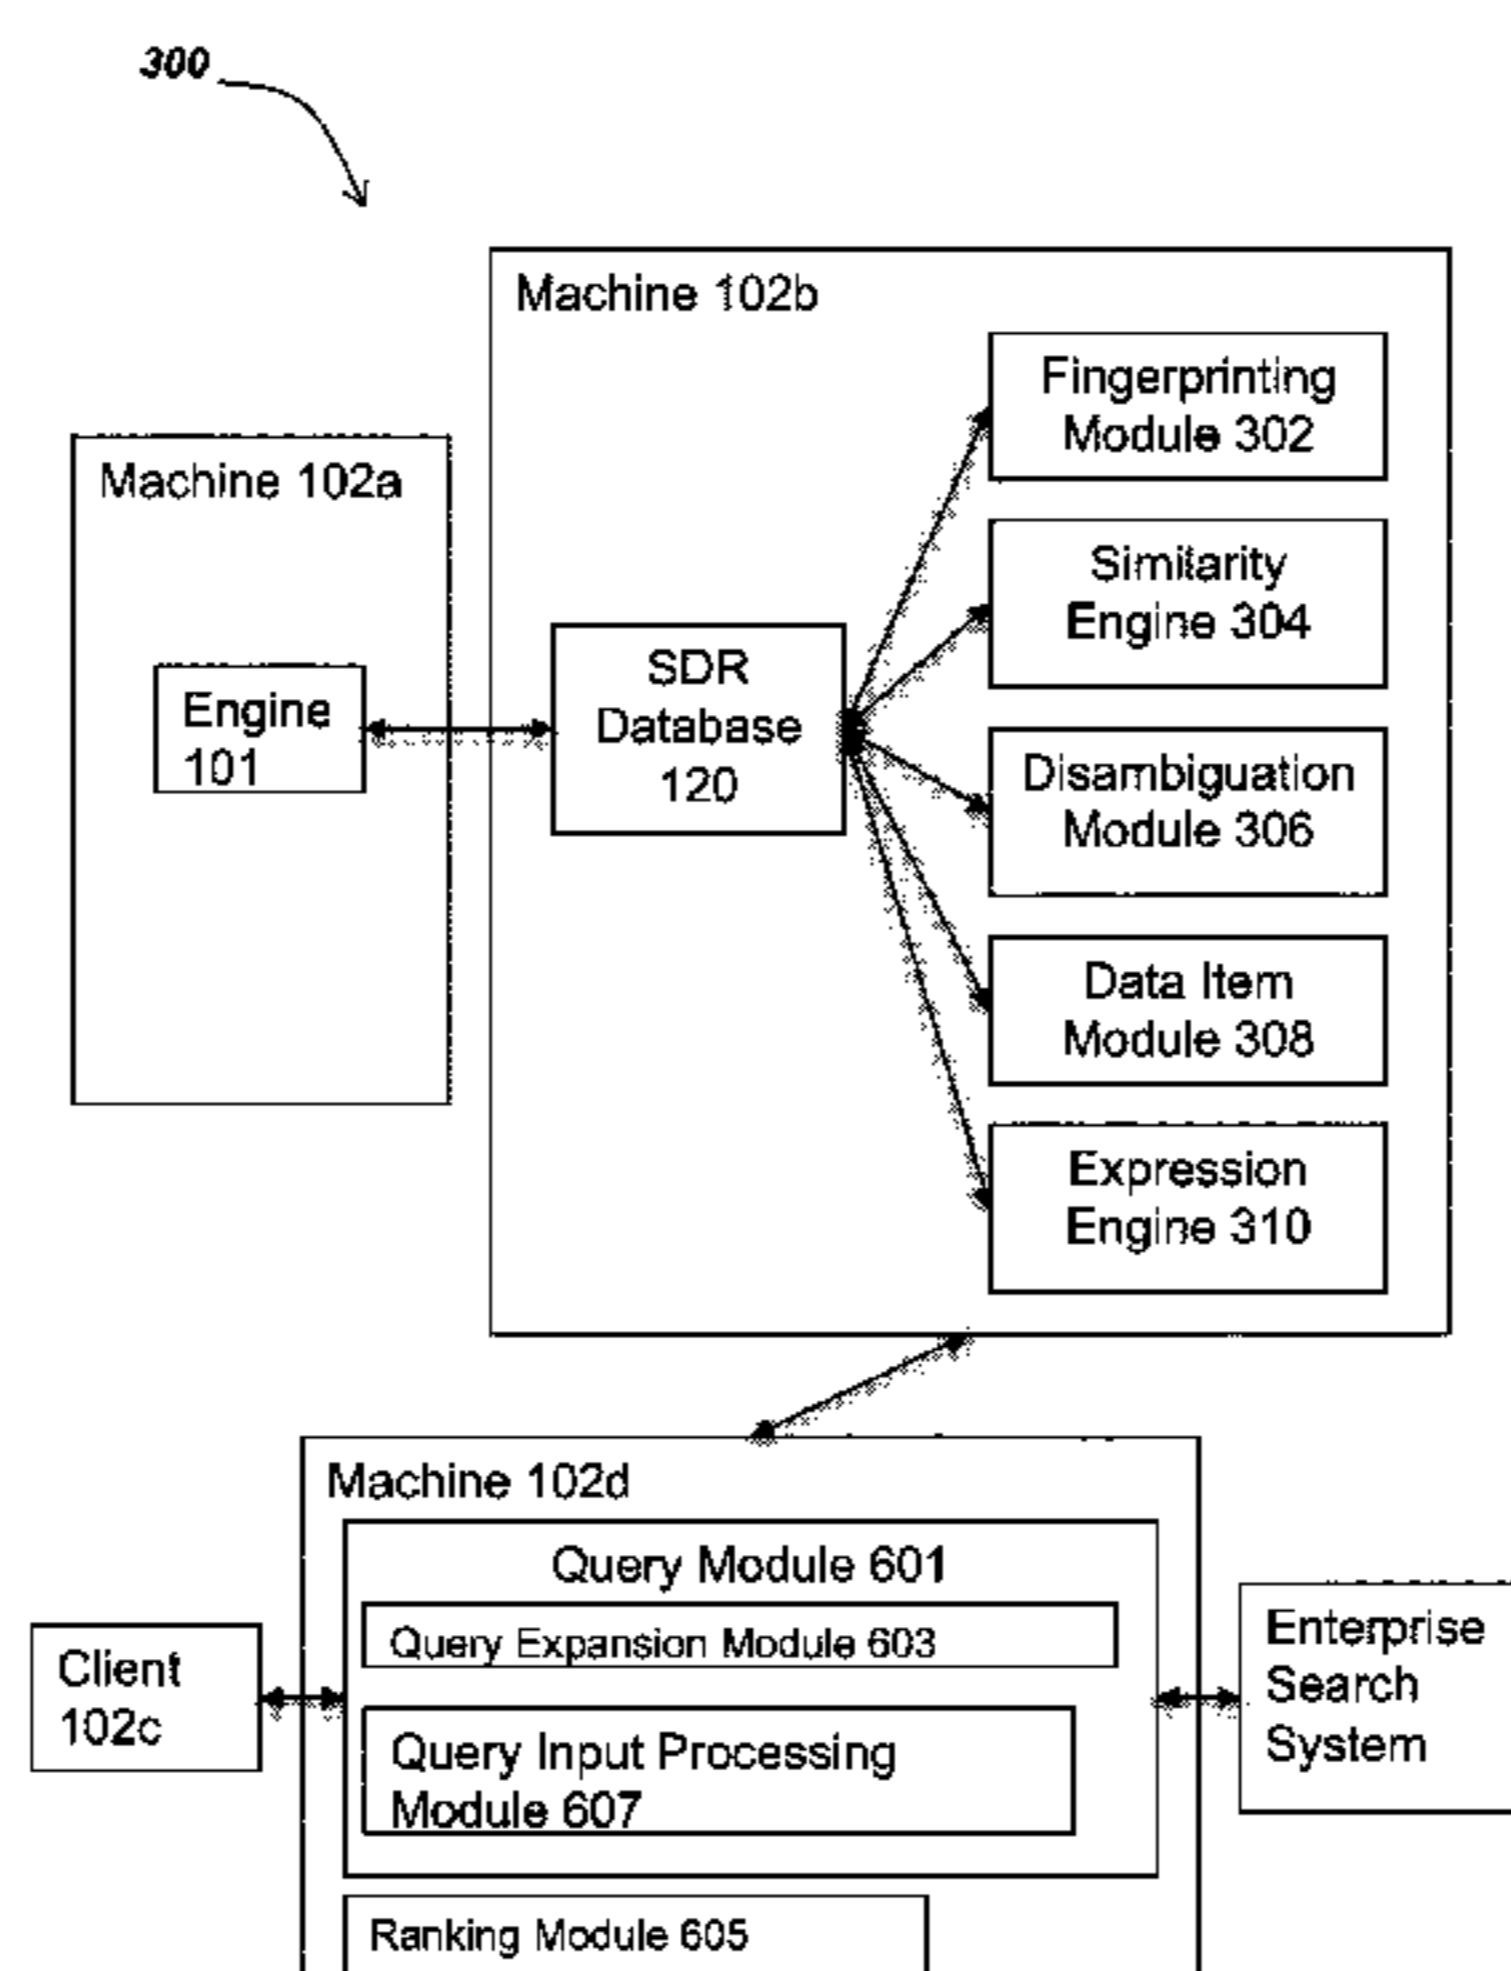 300
Machine 102b
Fingerprinting
Module 302
Machine 102a
Similarity
Engine 304
SDR
Database
120
Engine
101
Disambiguation
Module 306
Data Item
Module 308
Expression
Engine 310
Machine 102d
Query Module 601
Query Expansion Module 603
Client
102c
Enterprise
Search
System
Query Input Processing
Module 607
Ranking Module 605